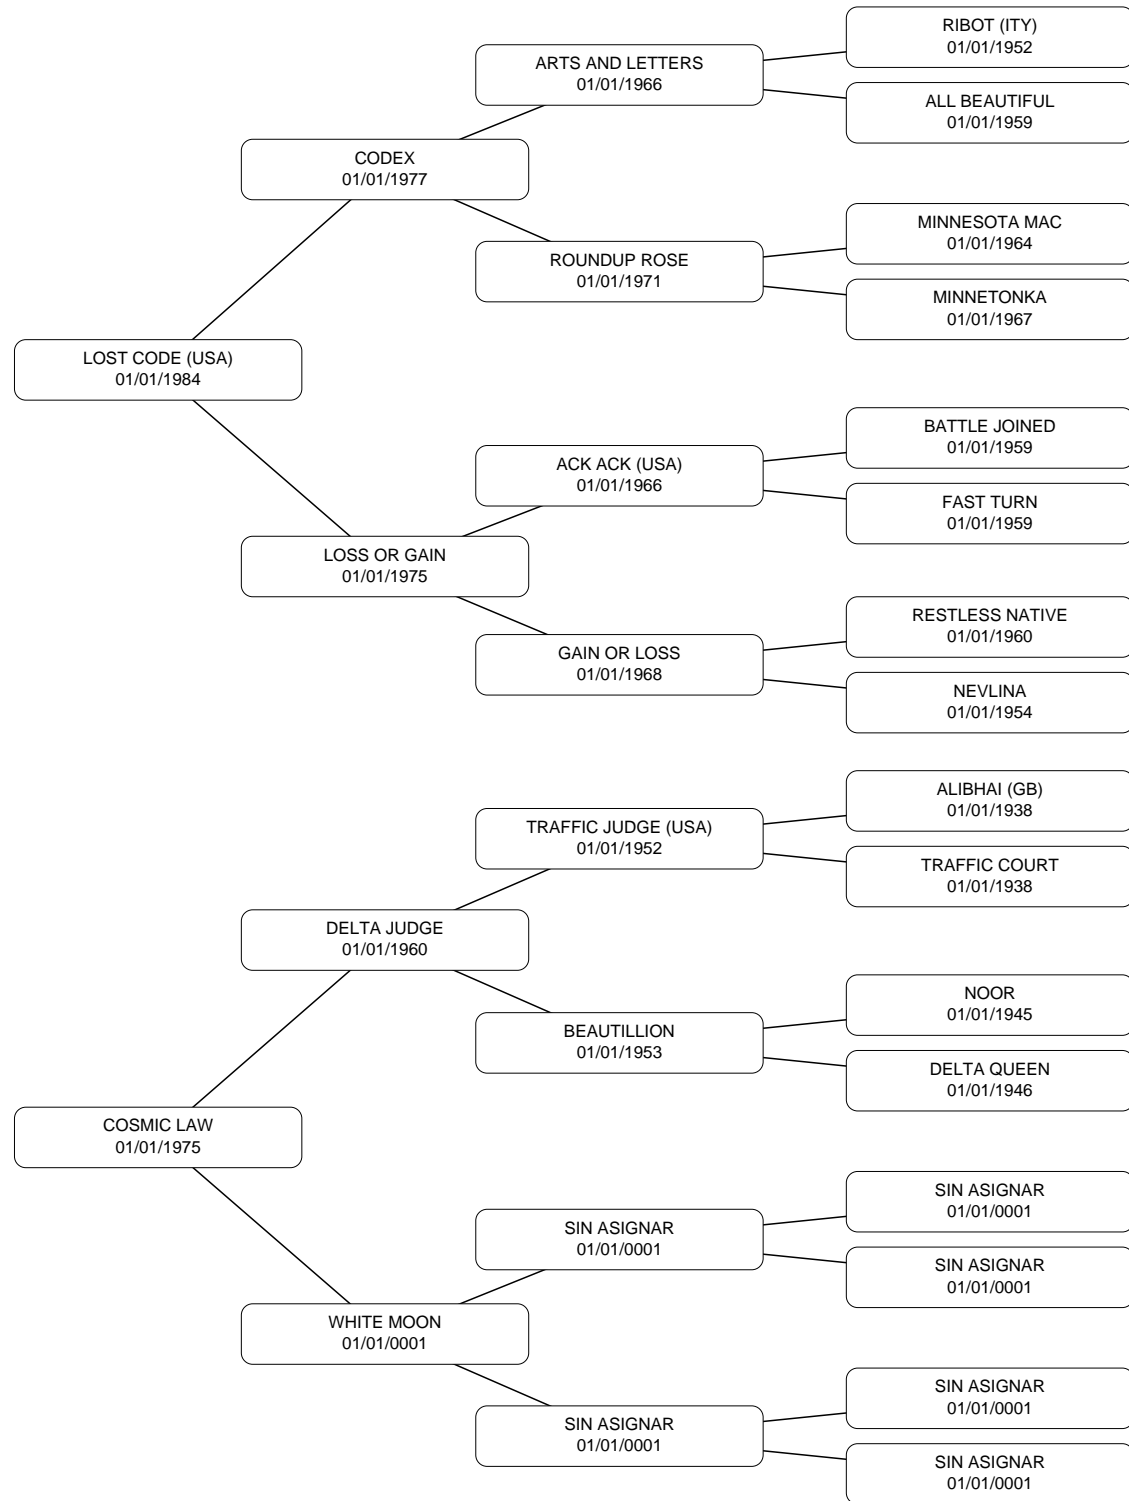 RIBOT (ITY)
01/01/1952
ARTS AND LETTERS
01/01/1966
ALL BEAUTIFUL
01/01/1959
CODEX
01/01/1977
MINNESOTA MAC
01/01/1964
ROUNDUP ROSE
01/01/1971
MINNETONKA
01/01/1967
LOST CODE (USA)
01/01/1984
BATTLE JOINED
01/01/1959
ACK ACK (USA)
01/01/1966
FAST TURN
01/01/1959
LOSS OR GAIN
01/01/1975
RESTLESS NATIVE
01/01/1960
GAIN OR LOSS
01/01/1968
NEVLINA
01/01/1954
ALIBHAI (GB)
01/01/1938
TRAFFIC JUDGE (USA)
01/01/1952
TRAFFIC COURT
01/01/1938
DELTA JUDGE
01/01/1960
NOOR
01/01/1945
BEAUTILLION
01/01/1953
DELTA QUEEN
01/01/1946
COSMIC LAW
01/01/1975
SIN ASIGNAR
01/01/0001
SIN ASIGNAR
01/01/0001
SIN ASIGNAR
01/01/0001
WHITE MOON
01/01/0001
SIN ASIGNAR
01/01/0001
SIN ASIGNAR
01/01/0001
SIN ASIGNAR
01/01/0001